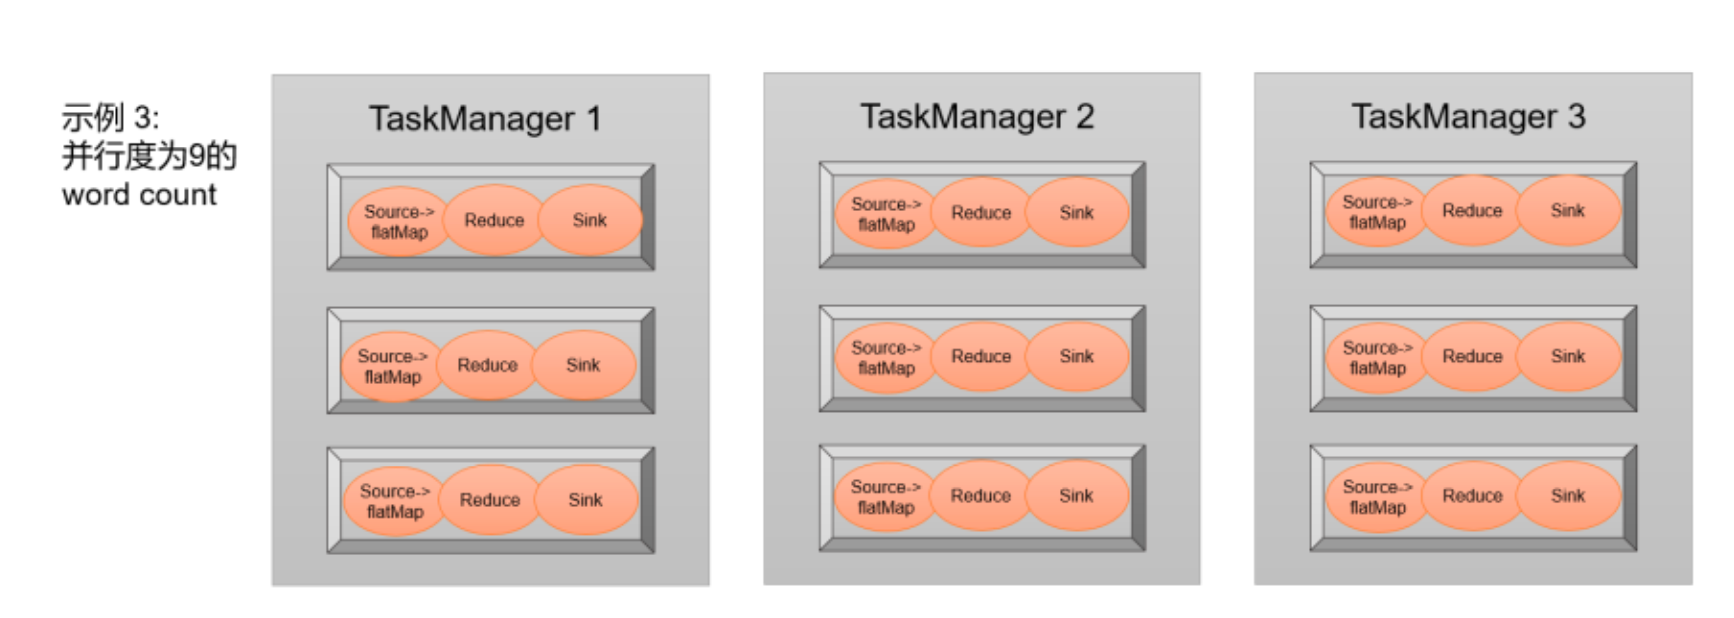 示例 3:
并行度为9的
word count
TaskManager 1
Source->
flatMap
Reduce
Sink
Source->
flatMap
Reduce
Sink
Source->
flatMap
Reduce
Sink
TaskManager 2
Source->
flatMap
Reduce
Sink
Source->
flatMap
Reduce
Sink
Source->
flatMap
Reduce
Sink
TaskManager 3
Source->
flatMap
Reduce
Sink
Source->
flatMap
Reduce
Sink
Source->
flatMap
Reduce
Sink